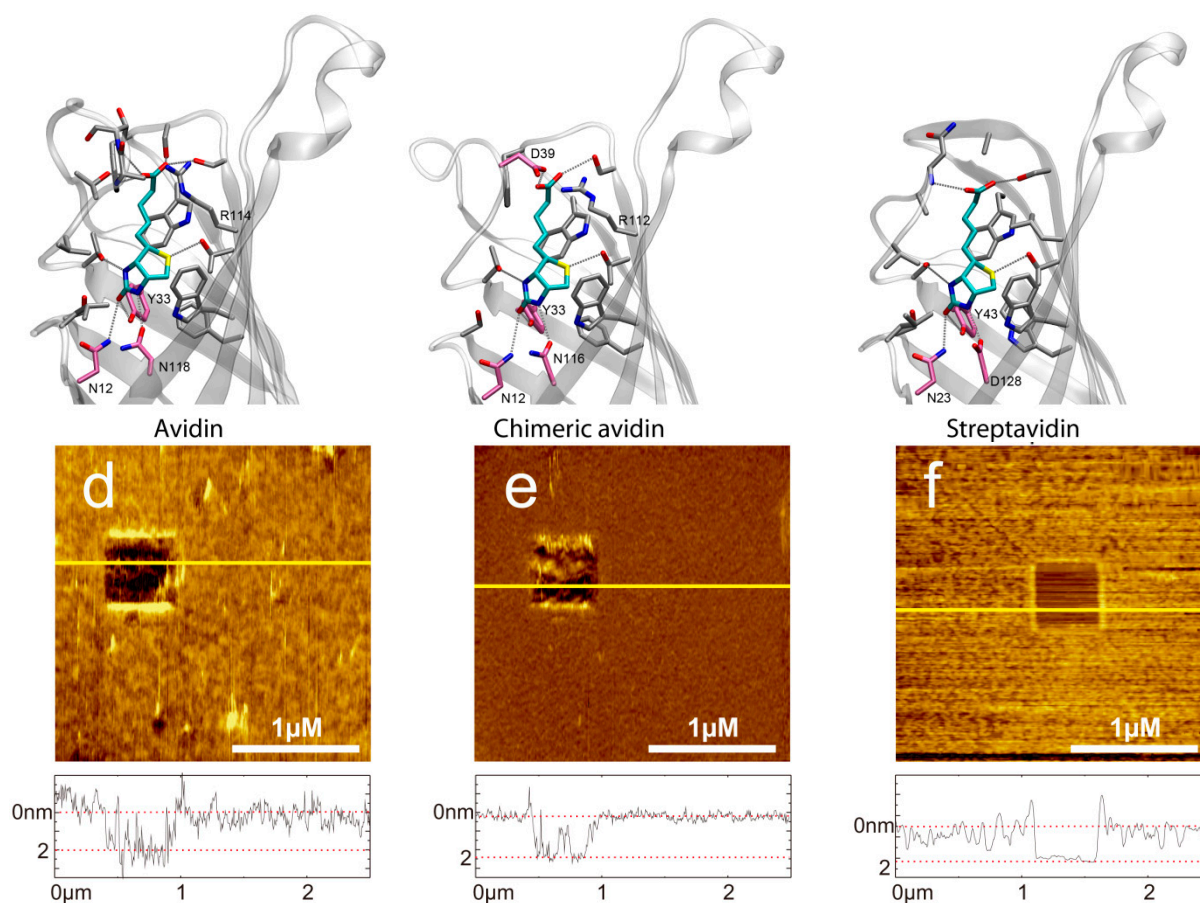 D39
R114
R112
Y33
Y33
Y43
N118
N116
D128
N12
N12
N23
Avidin
Chimeric avidin
Streptavidin
d
e
f
1µM
1µM
1µM
0nm
2
0µm 1 2
0nm
2
0µm 1 2
0nm
2
0µm 1 2